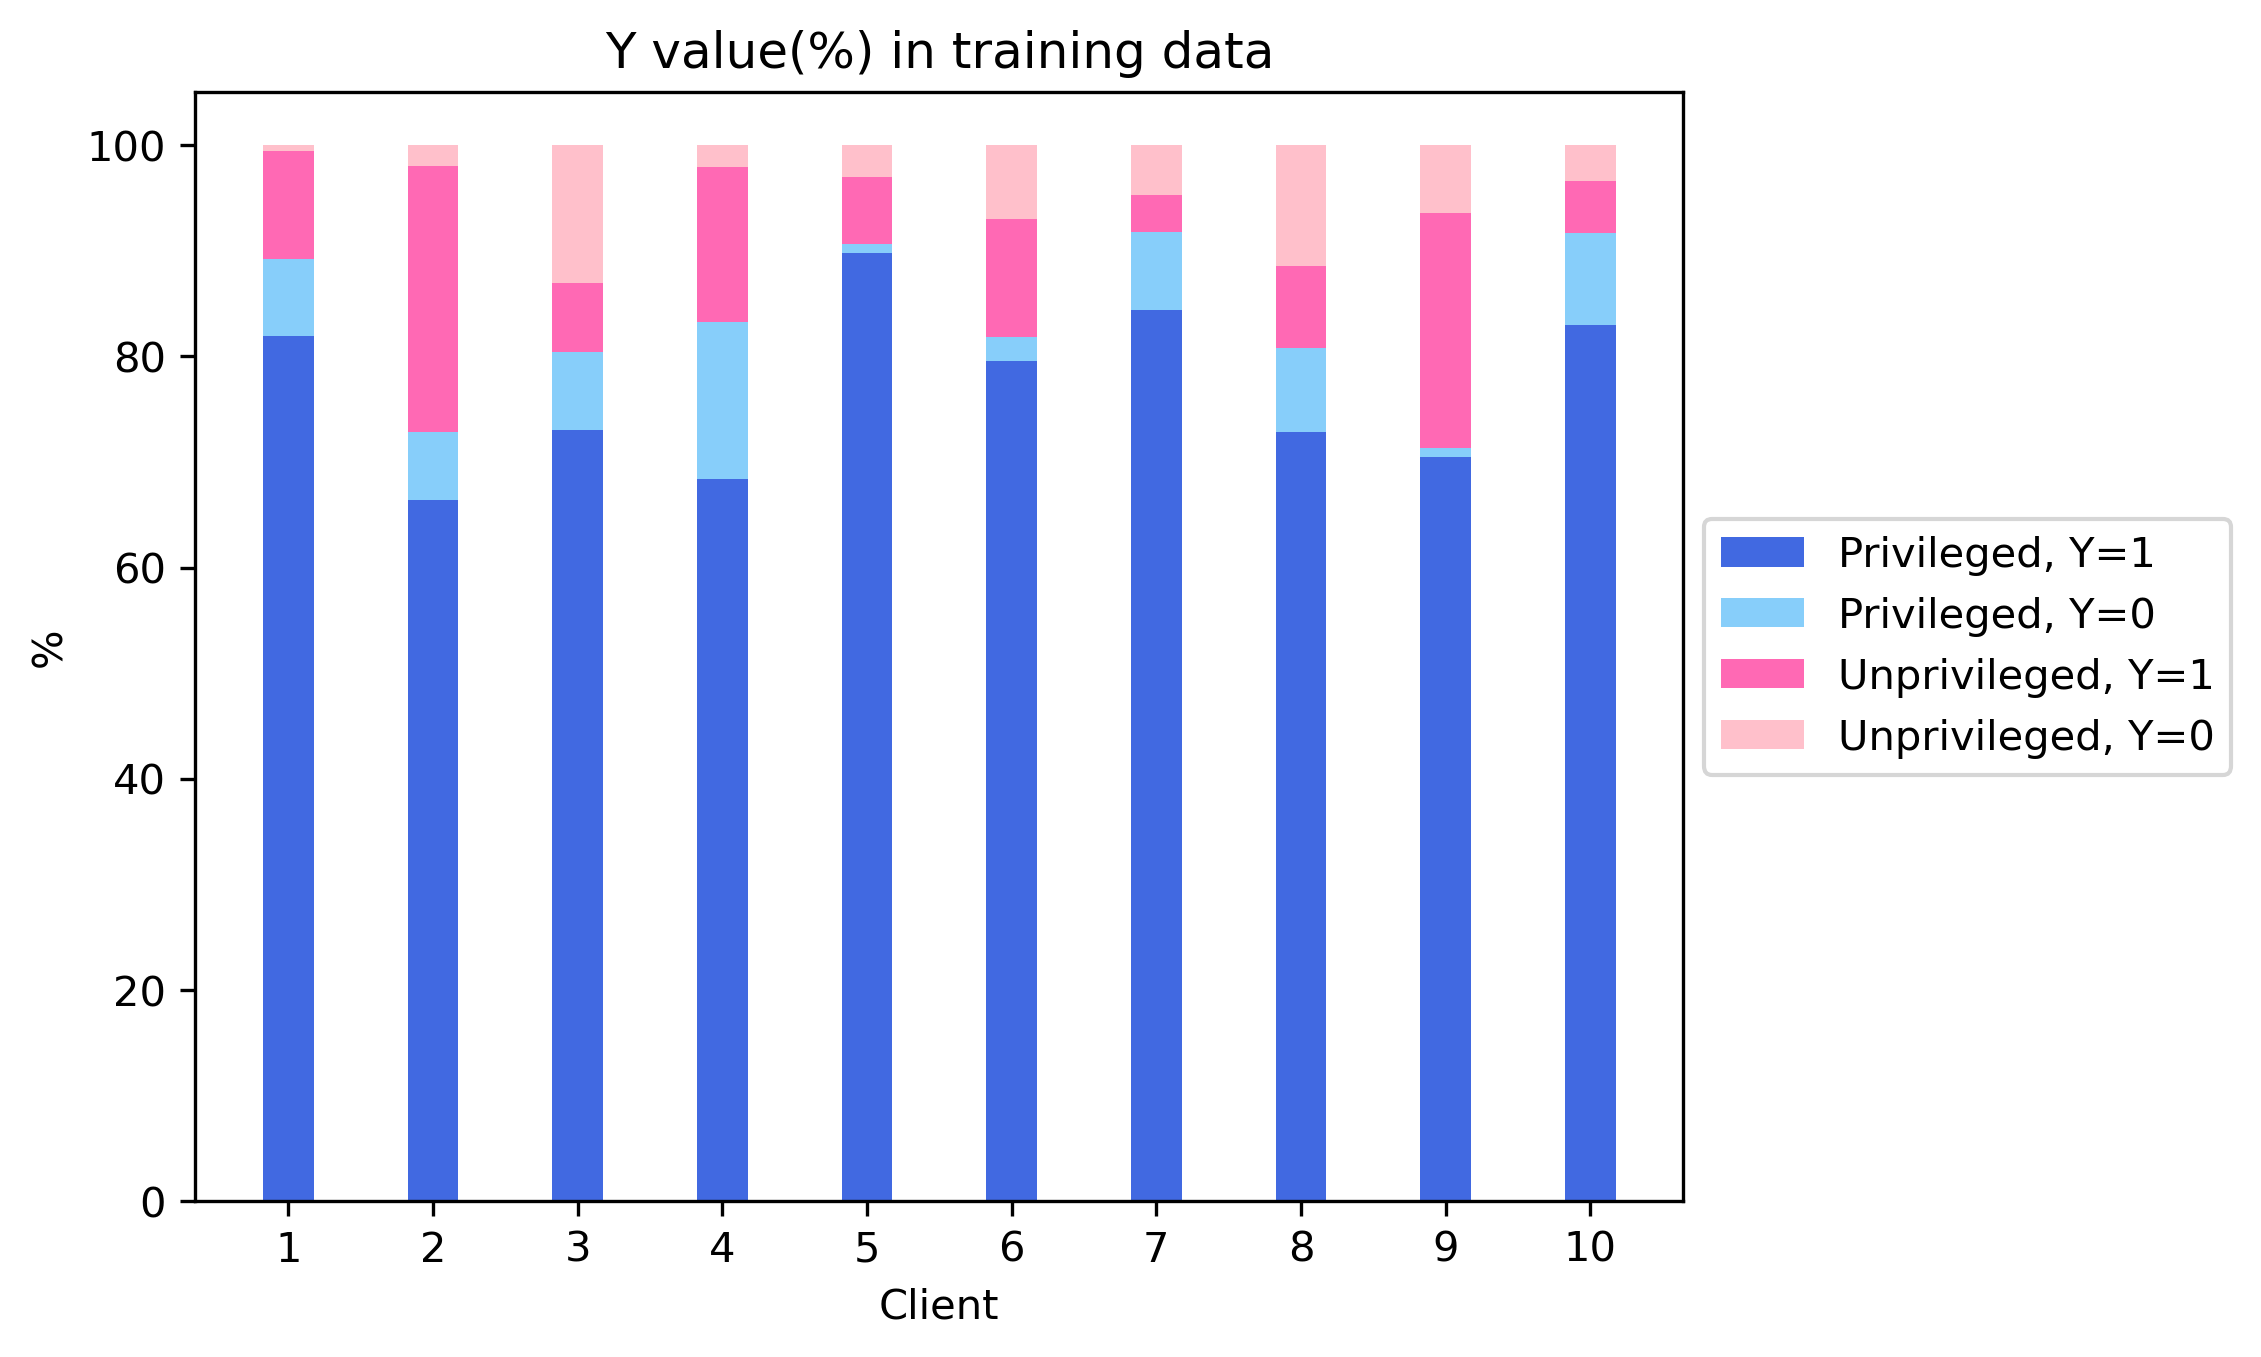 Y value(%) in training data
100
80
60
40
20
0
%
1 2 3 4 5 6 7 8 9 10
Client
Privileged, Y=1
Privileged, Y=0
Unprivileged, Y=1
Unprivileged, Y=0